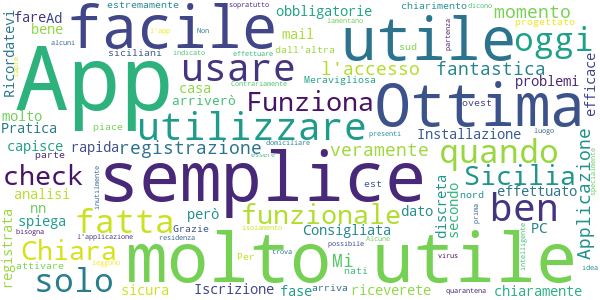 App
semplice
molto utile
utile
facile
Ottima
utilizzare
usare
oggi
quando
ben
fatta
Chiara
solo
check
Funziona
funzionale
Sicilia
registrazione
veramente
l'accesso
fantastica
momento
obbligatorie
Applicazione
Ricordatevi
fareAd
bene
estremamente
siciliani
mail
chiarimento
sud
dall'altra
Meravigliosa
problemi
efficace
casa
arriverò
molto
Pratica
piace
capisce
rapida
parte
analisi
nn
spiega
però
registrata
attivare
sicura
Iscrizione
Grazie
Per
fase
arriva
riceverete
Consigliata
dato
Mi
nati
discreta
secondo
est
nord
ovest
Installazione
effettuato
PC
chiaramente
soprattutto
partenza
progettato
lamentano
dicono
Non
alcuni
l'app
indicato
effettuare
Contrariamente
luogo
presenti
domiciliare
essere
inutilmente
bisogna
l'applicazione
residenza
leggono
isolamento
trova
possibile
Alcune
virus
quarantena
prima
intelligente
idea